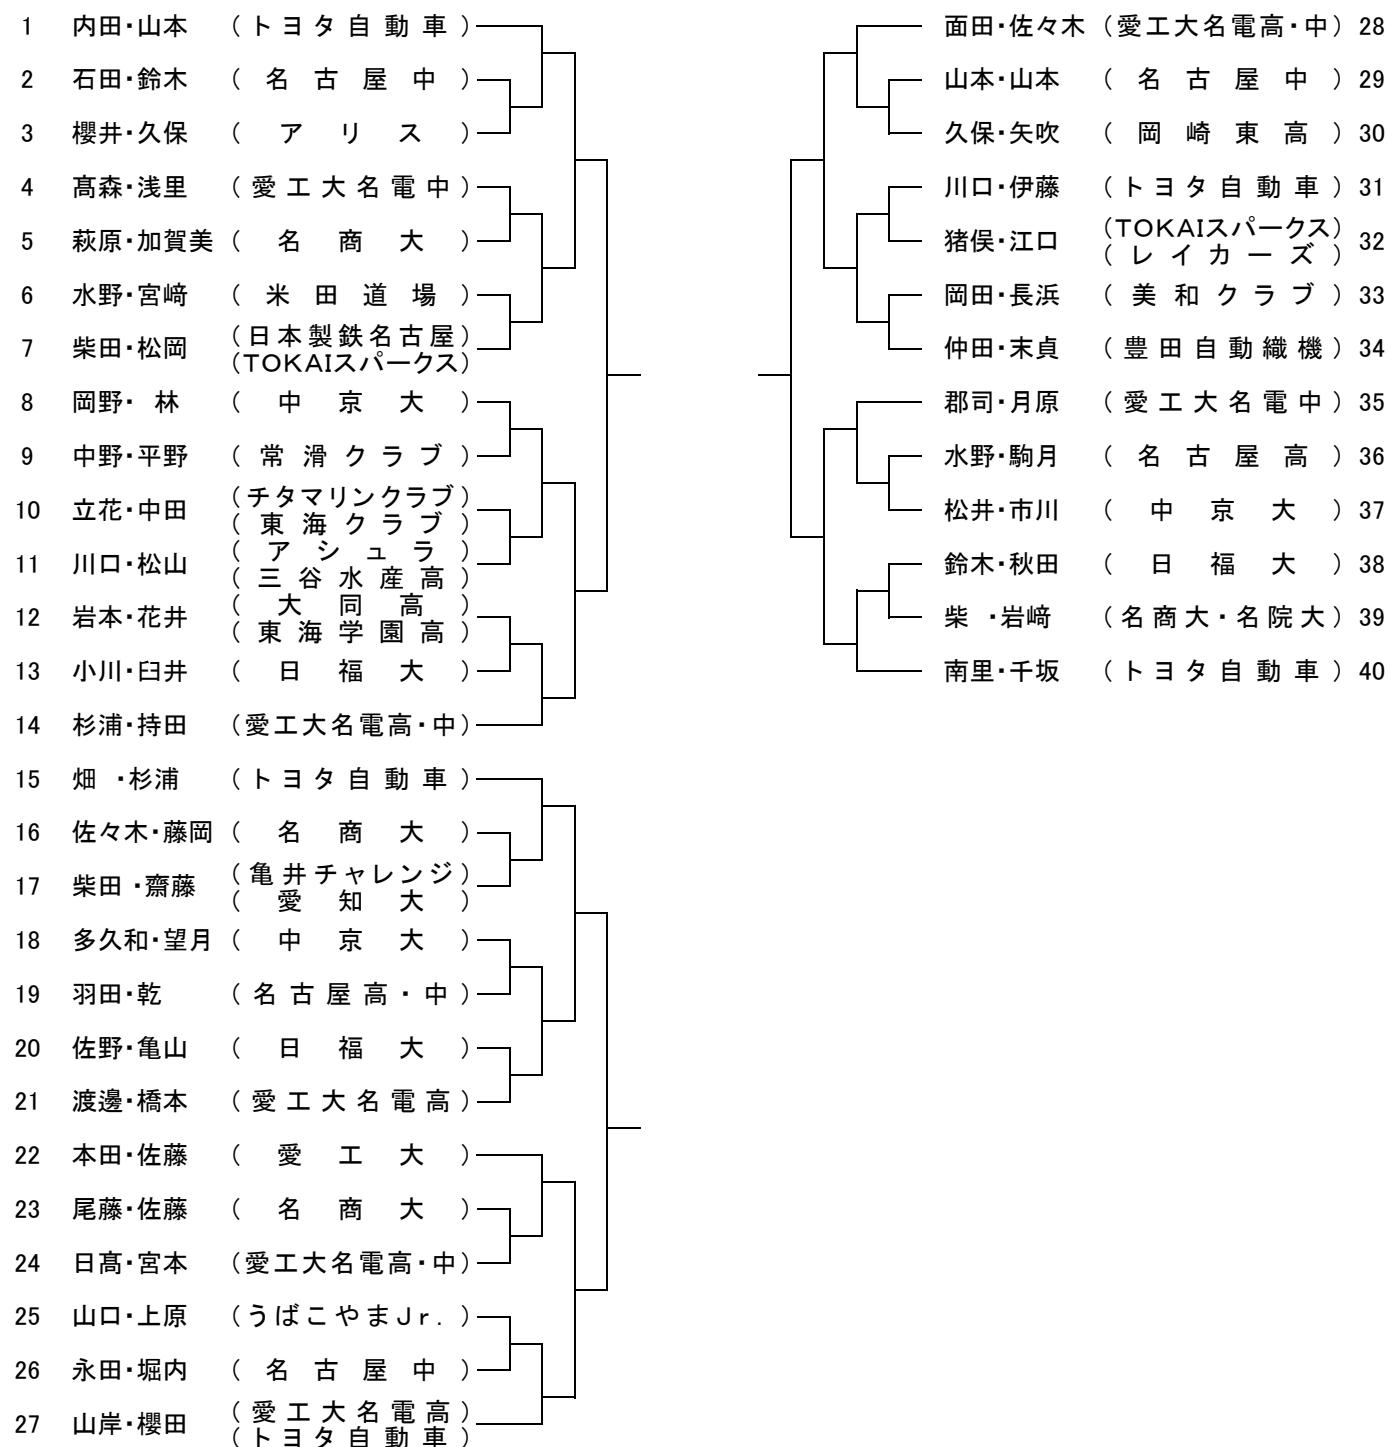 1 内田・山本 （トヨタ自動車）
2 石田・鈴木 （名古屋中）
3 櫻井・久保 （アリス）
4 髙森・浅里 （愛工大名電中）
5 萩原・加賀美 （名商大）
6 水野・宮﨑 （米田道場）
7 柴田・松岡 （日本製鉄名古屋）
（TOKAIスパークス）
8 岡野・ 林 （中京大）
9 中野・平野 （常滑クラブ）
10 立花・中田 （チタマリンクラブ）
（東海クラブ）
11 川口・松山 （アシュラ）
（三谷水産高）
12 岩本・花井 （大同高）
（東海学園高）
13 小川・臼井 （日福大）
14 杉浦・持田 （愛工大名電高・中）
15 畑 ・杉浦 （トヨタ自動車）
16 佐々木・藤岡 （名商大）
17 柴田 ・齋藤 （亀井チャレンジ）
（愛知大）
18 多久和・望月 （中京大）
19 羽田・乾 （名古屋高・中）
20 佐野・亀山 （日福大）
21 渡邊・橋本 （愛工大名電高）
22 本田・佐藤 （愛工大）
23 尾藤・佐藤 （名商大）
24 日髙・宮本 （愛工大名電高・中）
25 山口・上原 （うばこやまJr.）
26 永田・堀内 （名古屋中）
27 山岸・櫻田 （愛工大名電高）
（トヨタ自動車）
面田・佐々木 （愛工大名電高・中） 28
山本・山本 （名古屋中） 29
久保・矢吹 （岡崎東高） 30
川口・伊藤 （トヨタ自動車） 31
猪俣・江口 （TOKAIスパークス） 32
（レイカーズ）
岡田・長浜 （美和クラブ） 33
仲田・末貞 （豊田自動織機） 34
郡司・月原 （愛工大名電中） 35
水野・駒月 （名古屋高） 36
松井・市川 （中京大） 37
鈴木・秋田 （日福大） 38
柴 ・岩﨑 （名商大・名院大） 39
南里・千坂 （トヨタ自動車） 40